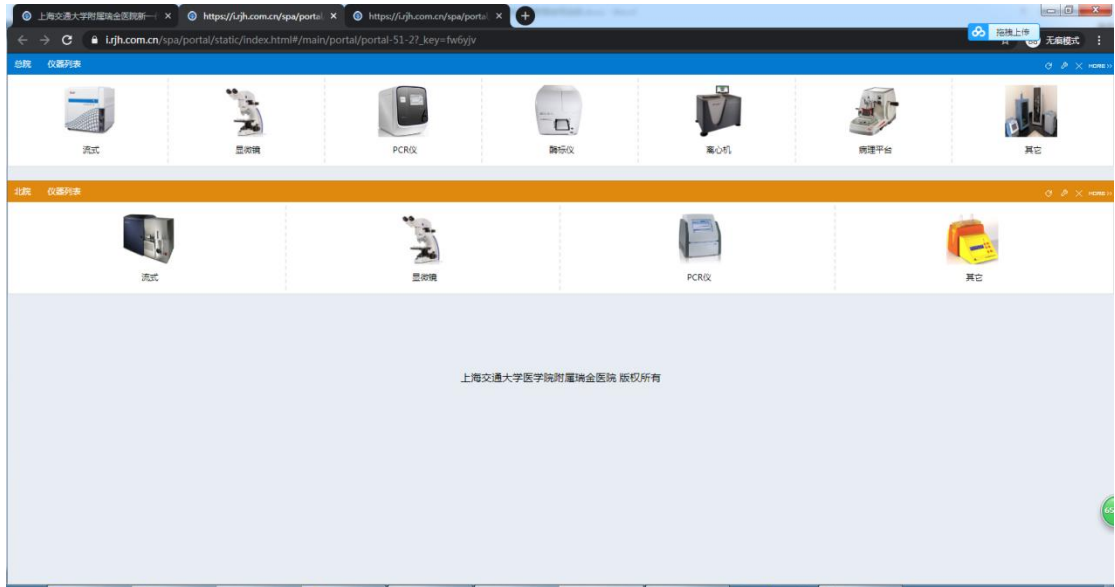 上海交通大学附属瑞金医院新一
https://i.rjh.com.cn/spa/portal
https://i.rjh.com.cn/spa/portal
i.rjh.com.cn/spa/portal/static/index.html#/main/portal/portal-51-2?_key=fw6yjv
拖拽上传
无痕模式
总院 仪器列表
HOME
流式
显微镜
PCR仪
酶标仪
离心机
病理平台
其它
北院 仪器列表
HOME
流式
显微镜
PCR仪
其它
上海交通大学医学院附属瑞金医院 版权所有
65